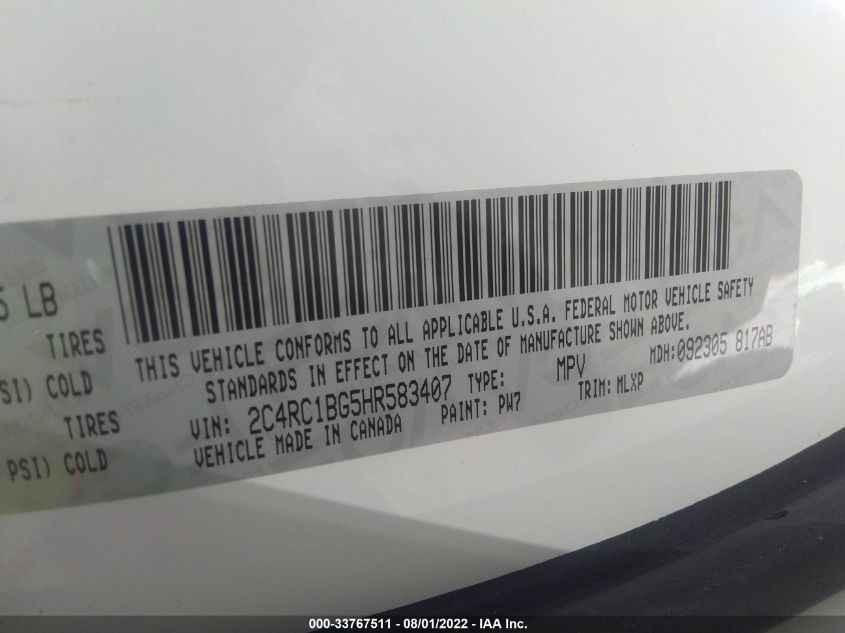 5 LB
TIRES
SI) COLD
TIRES
PSI) COLD
THIS VEHICLE CONFORMS TO ALL APPLICABLE U.S.A. FEDERAL MOTOR VEHICLE SAFETY
STANDARDS IN EFFECT ON THE DATE OF MANUFACTURE SHOWN ABOVE.
MDH:092305 817AB
VIN: 2C4RC1BG5HR583407 TYPE: MPV
VEHICLE MADE IN CANADA PAINT: PW7 TRIM: MLXP
000-33767511 - 08/01/2022 - IAA Inc.